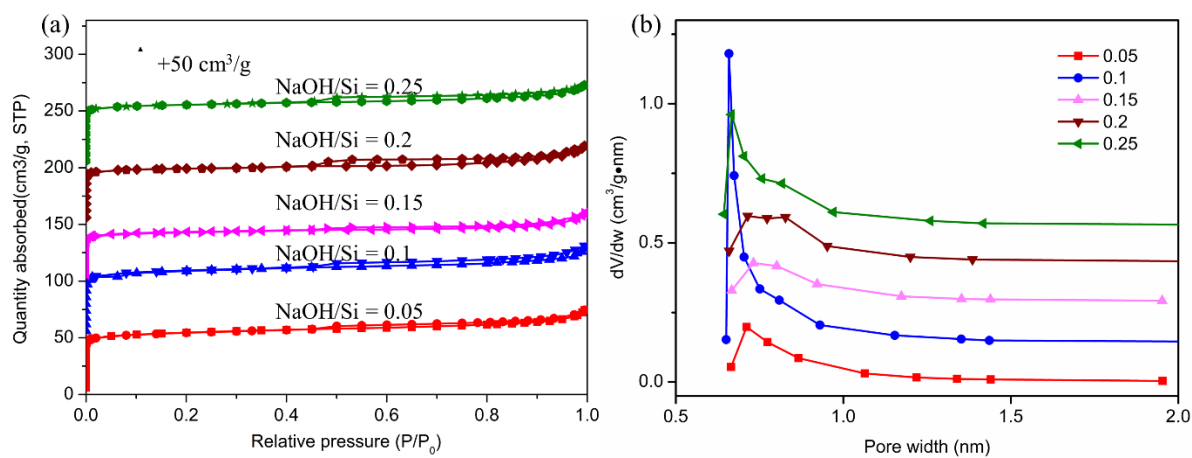 (a)
+50 cm³/g
NaOH/Si = 0.25
NaOH/Si = 0.2
NaOH/Si = 0.15
NaOH/Si = 0.1
NaOH/Si = 0.05
300
250
200
150
100
50
0
0.0 0.2 0.4 0.6 0.8 1.0
Quantity absorbed(cm3/g. STP)
Relative pressure (P/P₀)
(b)
0.05
0.1
0.15
0.2
0.25
1.0
0.5
0.0
0.5 1.0 1.5 2.0
dV/dw (cm³/g•nm)
Pore width (nm)